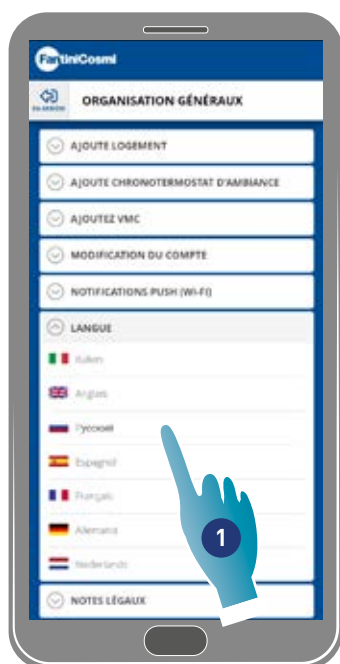 FantiniCosmi
ORGANISATION GÉNÉRAUX
AJOUTE LOGEMENT
AJOUTE CHRONOTERMOSTAT D'AMBIANCE
AJOUTEZ VMC
MODIFICATION DU COMPTE
NOTIFICATIONS PUSH (WI-FI)
LANGUE
Italien
Anglais
Русский
Espagnol
Français
Allemand
Nederlands
1
NOTES LÉGAUX